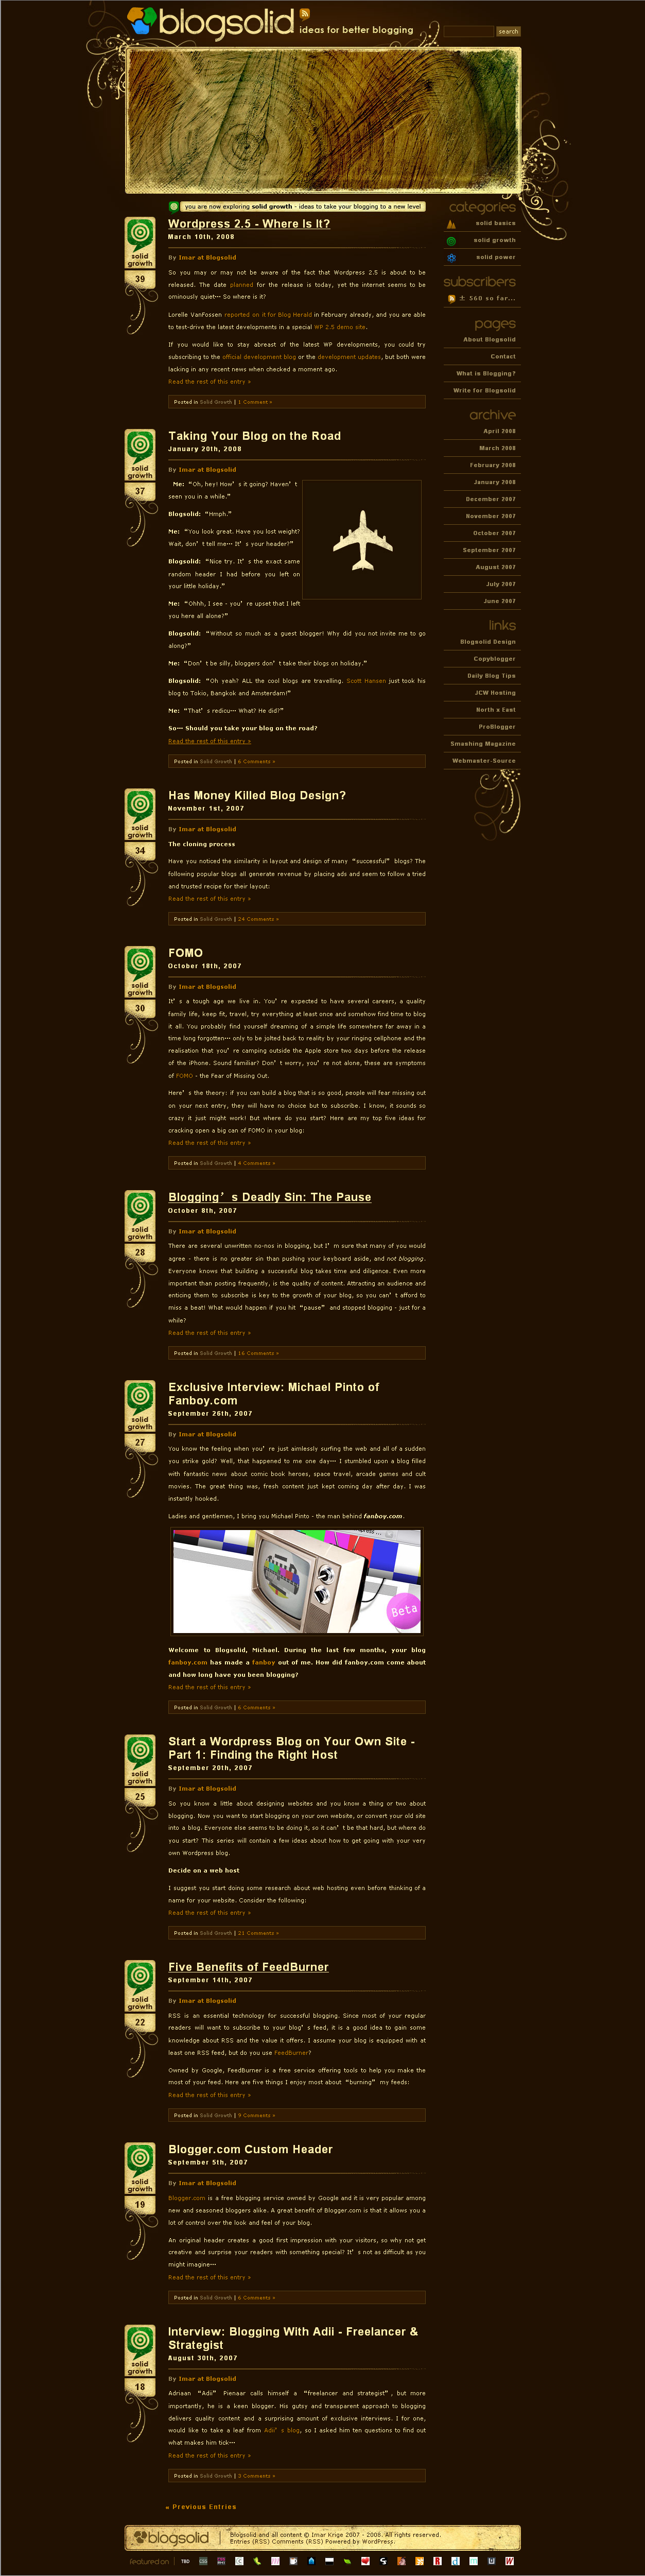 blogsolid
ideas for better blogging
search
you are now exploring solid growth - ideas to take your blogging to a new level
solid growth
39
Wordpress 2.5 - Where Is It?
March 10th, 2008
By Imar at Blogsolid
So you may or may not be aware of the fact that Wordpress 2.5 is about to be
released. The date planned for the release is today, yet the internet seems to be
ominously quiet… So where is it?
Lorelle VanFossen reported on it for Blog Herald in February already, and you are able
to test-drive the latest developments in a special WP 2.5 demo site.
If you would like to stay abreast of the latest WP developments, you could try
subscribing to the official development blog or the development updates, but both were
lacking in any recent news when checked a moment ago.
Read the rest of this entry »
Posted in Solid Growth | 1 Comment »
solid growth
37
Taking Your Blog on the Road
January 20th, 2008
By Imar at Blogsolid
Me: “Oh, hey! How’s it going? Haven’t
seen you in a while.”
Blogsolid: “Hmph.”
Me: “You look great. Have you lost weight?
Wait, don’t tell me… It’s your header?”
Blogsolid: “Nice try. It’s the exact same
random header I had before you left on
your little holiday.”
Me: “Ohhh, I see - you’re upset that I left
you here all alone?”
Blogsolid: “Without so much as a guest blogger! Why did you not invite me to go
along?”
Me: “Don’t be silly, bloggers don’t take their blogs on holiday.”
Blogsolid: “Oh yeah? ALL the cool blogs are travelling. Scott Hansen just took his
blog to Tokio, Bangkok and Amsterdam!”
Me: “That’s redicu… What? He did?”
So— Should you take your blog on the road?
Read the rest of this entry »
Posted in Solid Growth | 6 Comments »
solid growth
34
Has Money Killed Blog Design?
November 1st, 2007
By Imar at Blogsolid
The cloning process
Have you noticed the similarity in layout and design of many “successful” blogs? The
following popular blogs all generate revenue by placing ads and seem to follow a tried
and trusted recipe for their layout:
Read the rest of this entry »
Posted in Solid Growth | 24 Comments »
solid growth
30
FOMO
October 18th, 2007
By Imar at Blogsolid
It’s a tough age we live in. You’re expected to have several careers, a quality
family life, keep fit, travel, try everything at least once and somehow find time to blog
it all. You probably find yourself dreaming of a simple life somewhere far away in a
time long forgotten… only to be jolted back to reality by your ringing cellphone and the
realisation that you’re camping outside the Apple store two days before the release
of the iPhone. Sound familiar? Don’t worry, you’re not alone, these are symptoms
of FOMO - the Fear of Missing Out.
Here’s the theory: if you can build a blog that is so good, people will fear missing out
on your next entry, they will have no choice but to subscribe. I know, it sounds so
crazy it just might work! But where do you start? Here are my top five ideas for
cracking open a big can of FOMO in your blog:
Read the rest of this entry »
Posted in Solid Growth | 4 Comments »
solid growth
28
Blogging’s Deadly Sin: The Pause
October 8th, 2007
By Imar at Blogsolid
There are several unwritten no-nos in blogging, but I’m sure that many of you would
agree - there is no greater sin than pushing your keyboard aside, and not blogging.
Everyone knows that building a successful blog takes time and diligence. Even more
important than posting frequently, is the quality of content. Attracting an audience and
enticing them to subscribe is key to the growth of your blog, so you can’t afford to
miss a beat! What would happen if you hit “pause” and stopped blogging - just for a
while?
Read the rest of this entry »
Posted in Solid Growth | 16 Comments »
solid growth
27
Exclusive Interview: Michael Pinto of
Fanboy.com
September 26th, 2007
By Imar at Blogsolid
You know the feeling when you’re just aimlessly surfing the web and all of a sudden
you strike gold? Well, that happened to me one day… I stumbled upon a blog filled
with fantastic news about comic book heroes, space travel, arcade games and cult
movies. The great thing was, fresh content just kept coming day after day. I was
instantly hooked.
Ladies and gentlemen, I bring you Michael Pinto - the man behind fanboy.com.
Beta
Welcome to Blogsolid, Michael. During the last few months, your blog
fanboy.com has made a fanboy out of me. How did fanboy.com come about
and how long have you been blogging?
Read the rest of this entry »
Posted in Solid Growth | 6 Comments »
solid growth
25
Start a Wordpress Blog on Your Own Site -
Part 1: Finding the Right Host
September 20th, 2007
By Imar at Blogsolid
So you know a little about designing websites and you know a thing or two about
blogging. Now you want to start blogging on your own website, or convert your old site
into a blog. Everyone else seems to be doing it, so it can’t be that hard, but where do
you start? This series will contain a few ideas about how to get going with your very
own Wordpress blog.
Decide on a web host
I suggest you start doing some research about web hosting even before thinking of a
name for your website. Consider the following:
Read the rest of this entry »
Posted in Solid Growth | 21 Comments »
solid growth
22
Five Benefits of FeedBurner
September 14th, 2007
By Imar at Blogsolid
RSS is an essential technology for successful blogging. Since most of your regular
readers will want to subscribe to your blog’s feed, it is a good idea to gain some
knowledge about RSS and the value it offers. I assume your blog is equipped with at
least one RSS feed, but do you use FeedBurner?
Owned by Google, FeedBurner is a free service offering tools to help you make the
most of your feed. Here are five things I enjoy most about “burning” my feeds:
Read the rest of this entry »
Posted in Solid Growth | 9 Comments »
solid growth
19
Blogger.com Custom Header
September 5th, 2007
By Imar at Blogsolid
Blogger.com is a free blogging service owned by Google and it is very popular among
new and seasoned bloggers alike. A great benefit of Blogger.com is that it allows you a
lot of control over the look and feel of your blog.
An original header creates a good first impression with your visitors, so why not get
creative and surprise your readers with something special? It’s not as difficult as you
might imagine…
Read the rest of this entry »
Posted in Solid Growth | 6 Comments »
solid growth
18
Interview: Blogging With Adii - Freelancer &
Strategist
August 30th, 2007
By Imar at Blogsolid
Adriaan “Adii” Pienaar calls himself a “freelancer and strategist”, but more
importantly, he is a keen blogger. His gutsy and transparent approach to blogging
delivers quality content and a surprising amount of exclusive interviews. I for one,
would like to take a leaf from Adii’s blog, so I asked him ten questions to find out
what makes him tick…
Read the rest of this entry »
Posted in Solid Growth | 3 Comments »
« Previous Entries
categories
solid basics
solid growth
solid power
subscribers
± 560 so far...
pages
About Blogsolid
Contact
What is Blogging?
Write for Blogsolid
archive
April 2008
March 2008
February 2008
January 2008
December 2007
November 2007
October 2007
September 2007
August 2007
July 2007
June 2007
links
Blogsolid Design
Copyblogger
Daily Blog Tips
JCW Hosting
North x East
ProBlogger
Smashing Magazine
Webmaster-Source
blogsolid
Blogsolid and all content © Imar Krige 2007 - 2008. All rights reserved.
Entries (RSS) Comments (RSS) Powered by WordPress.
featured on